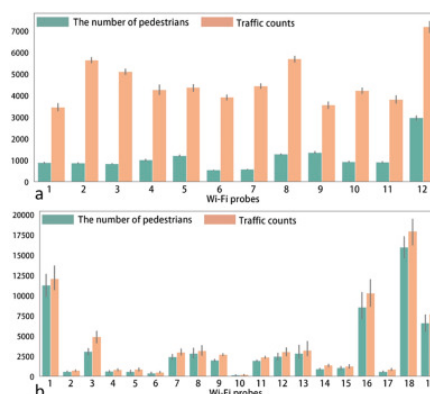 The number of pedestrians Traffic counts
7000
6000
5000
4000
3000
2000
1000
0
1 2 3 4 5 6 7 8 9 10 11 12
Wi-Fi probes
a
20000
The number of pedestrians Traffic counts
17500
15000
12500
10000
7500
5000
2500
0
1 2 3 4 5 6 7 8 9 10 11 12 13 14 15 16 17 18
Wi-Fi probes
b